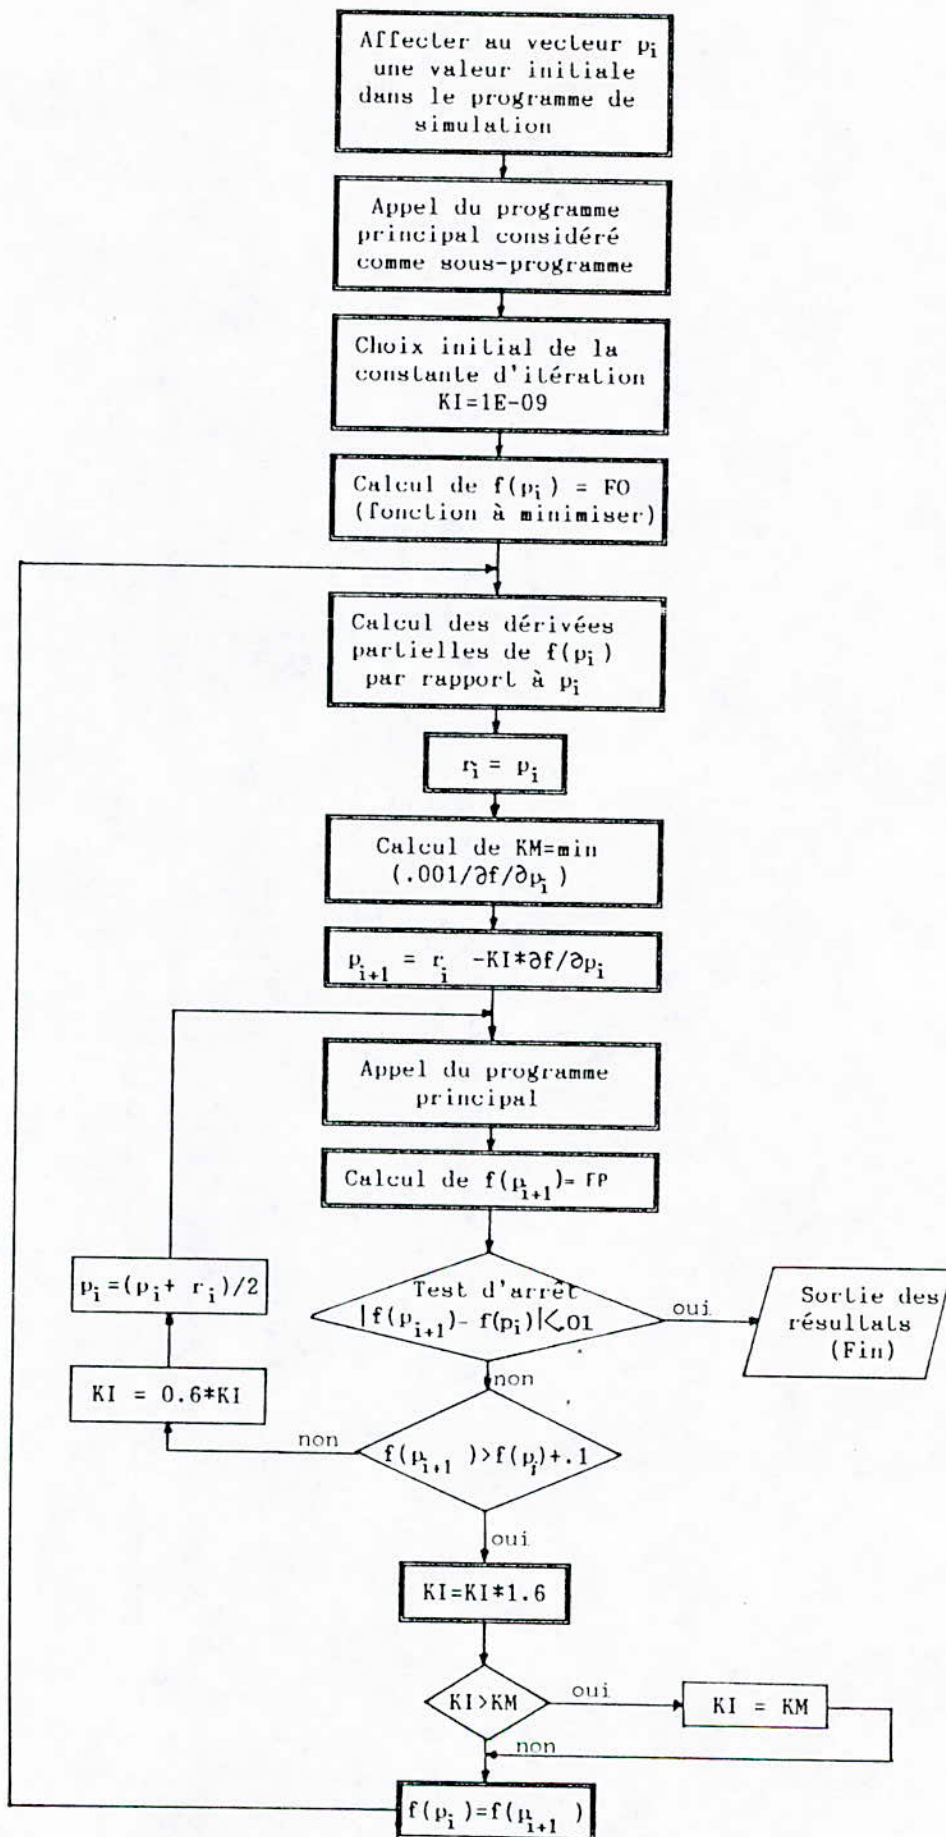 Affecter au vecteur pi
une valeur initiale
dans le programme de
simulation
Appel du programme
principal considéré
comme sous-programme
Choix initial de la
constante d'itération
KI=1E-09
Calcul de f(pi) = FO
(fonction à minimiser)
Calcul des dérivées
partielles de f(pi)
par rapport à pi
ri = pi
Calcul de KM=min
(.001/∂f/∂pi)
pi+1 = ri -KI*∂f/∂pi
Appel du programme
principal
Calcul de f(pi+1)= FP
Test d'arrêt
|f(pi+1)- f(pi)|<.01
oui
Sortie des
résultats
(Fin)
non
pi=(pi+ ri)/2
KI = 0.6*KI
non
f(pi+1 )>f(pi)+.1
oui
KI=KI*1.6
KI>KM
oui
KI = KM
non
f(pi)=f(pi+1 )